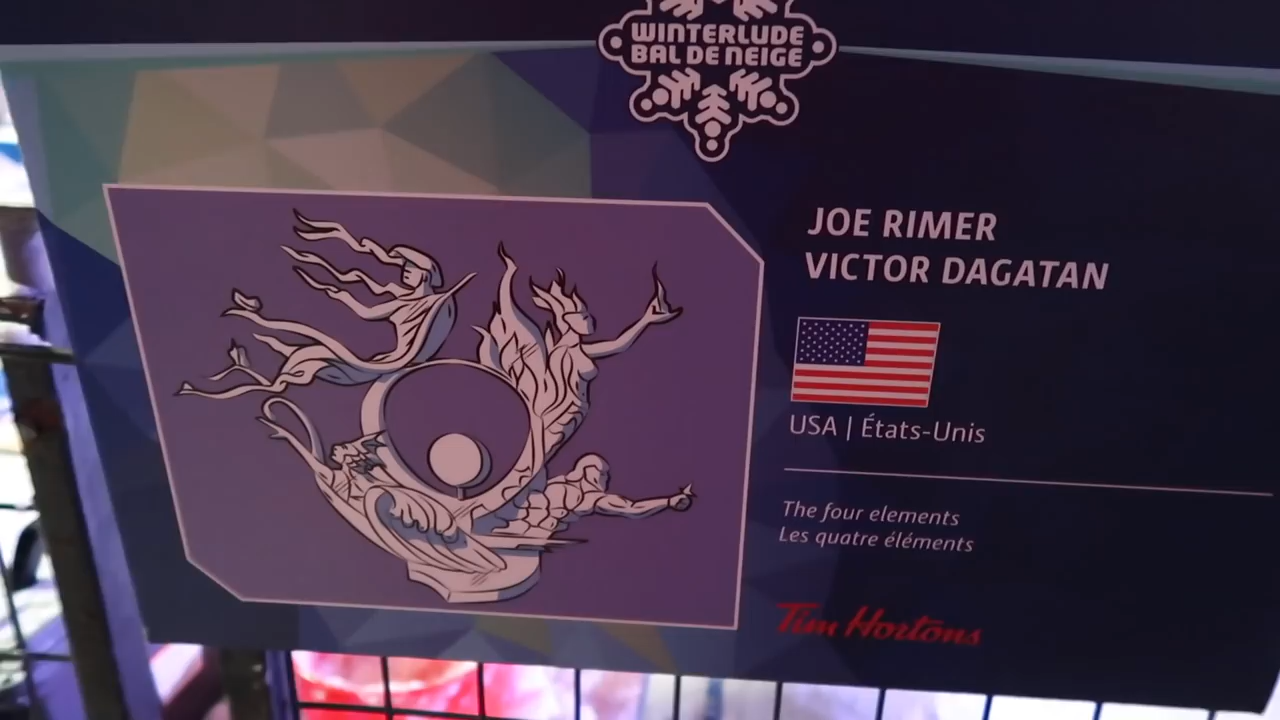 WINTERLUDE
BAL DE NEIGE
JOE RIMER
VICTOR DAGATAN
USA | États-Unis
The four elements
Les quatre éléments
Tim Hortons